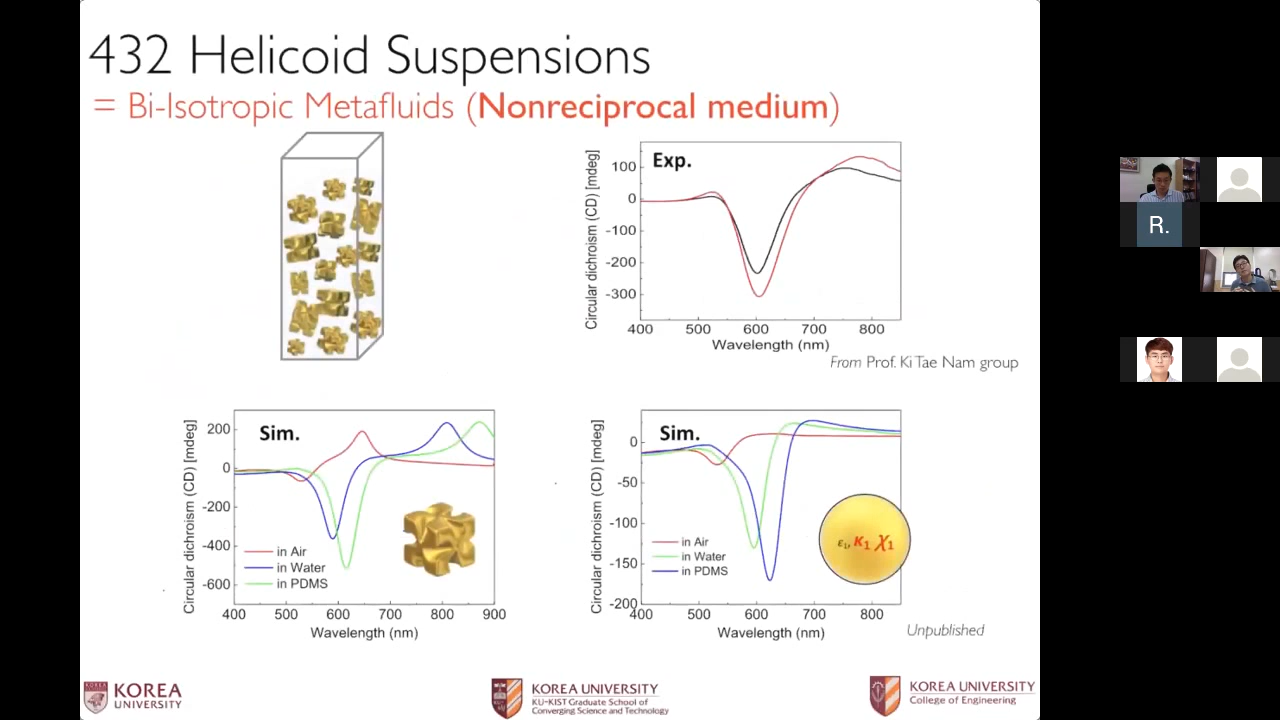 432 Helicoid Suspensions
= Bi-Isotropic Metafluids (Nonreciprocal medium)
Exp.
Circular dichroism (CD) [mdeg]
100
0
-100
-200
-300
400 500 600 700 800
Wavelength (nm)
From Prof. Ki Tae Nam group
R.
Sim.
Circular dichroism (CD) [mdeg]
200
0
-200
-400
-600
in Air
in Water
in PDMS
400 500 600 700 800 900
Wavelength (nm)
Sim.
Circular dichroism (CD) [mdeg]
0
-50
-100
-150
-200
in Air
in Water
in PDMS
ε₁, κ₁ χ₁
400 500 600 700 800
Wavelength (nm)
Unpublished
KOREA
UNIVERSITY
KOREA UNIVERSITY
KU-KIST Graduate School of
Converging Science and Technology
KOREA UNIVERSITY
College of Engineering